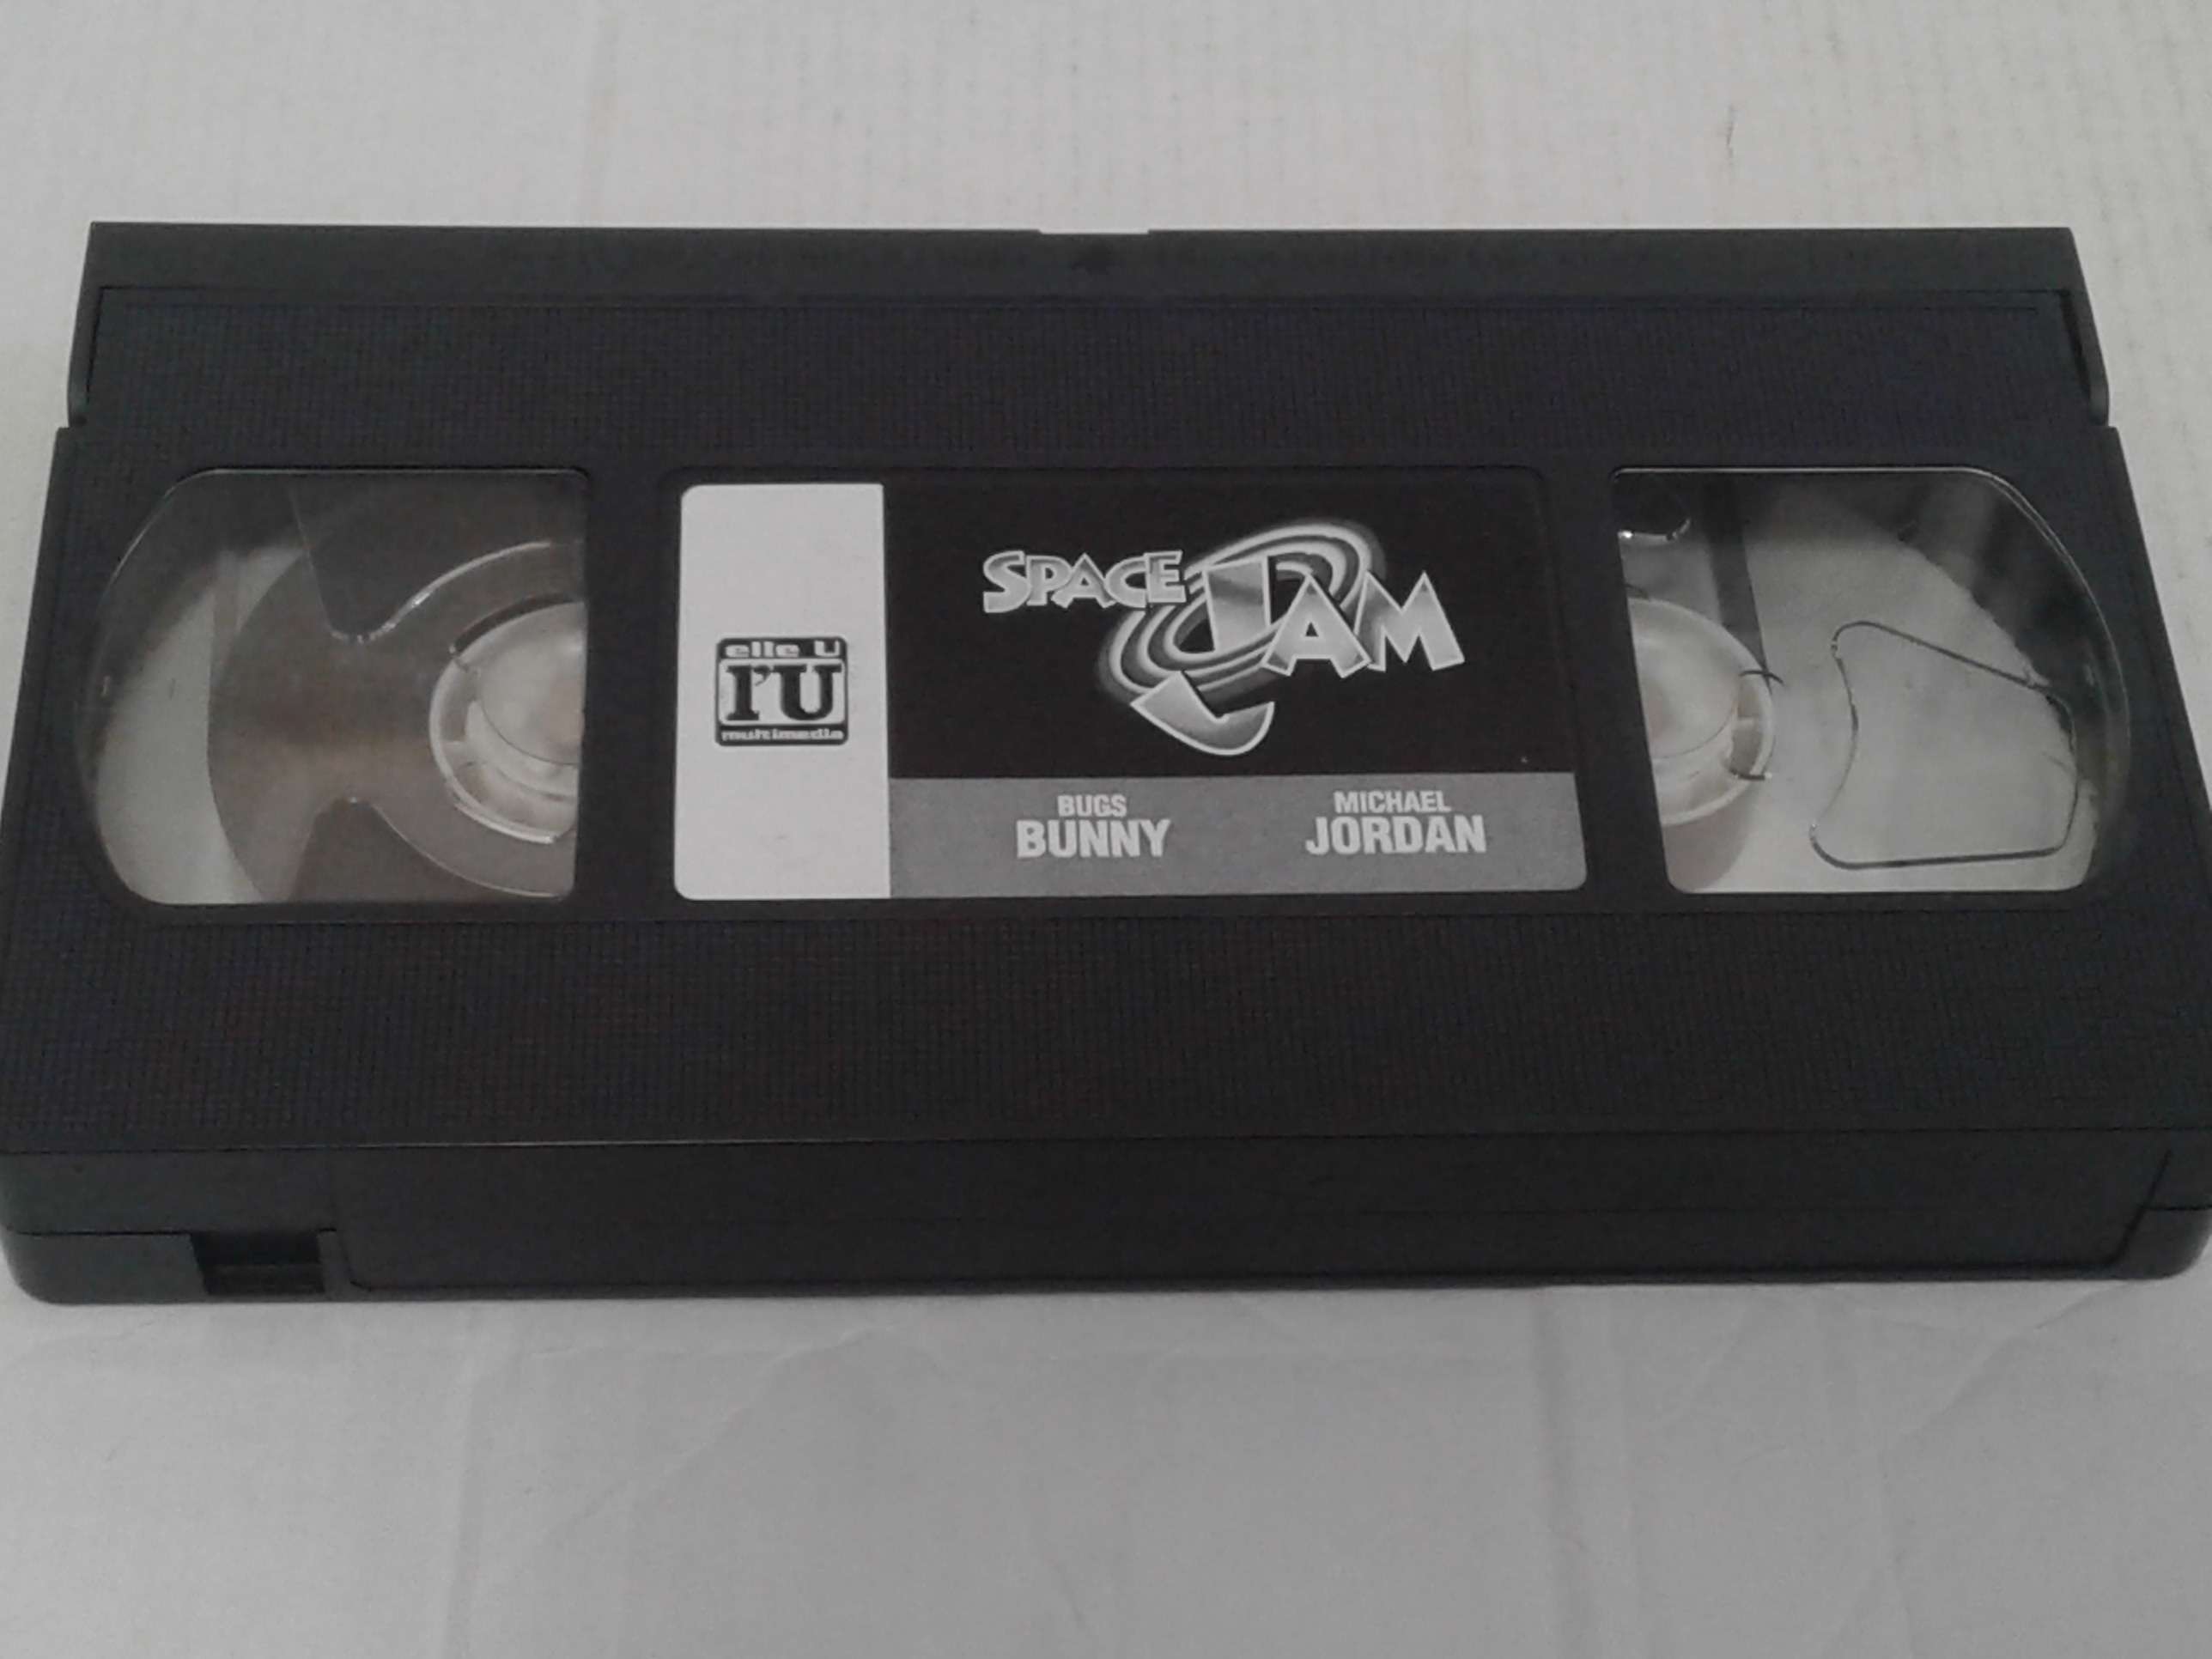 elle U
l'U
multimedia
SPACE JAM
BUGS
BUNNY
MICHAEL
JORDAN